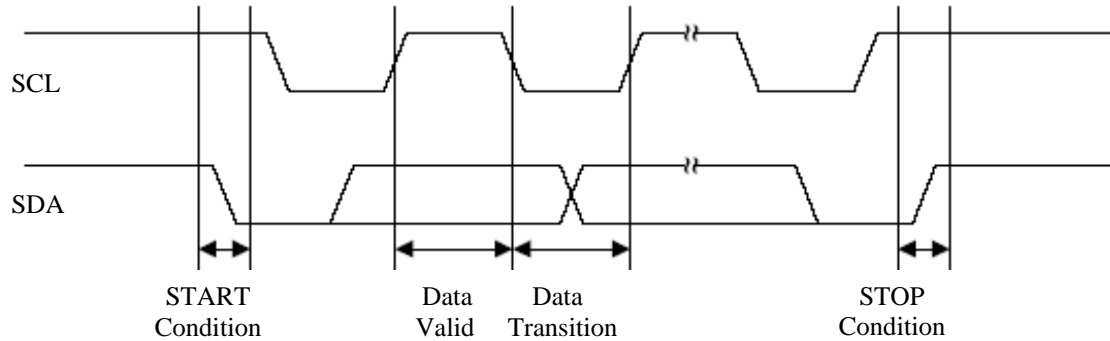 SCL
SDA
START
Condition
Data
Valid
Data
Transition
STOP
Condition